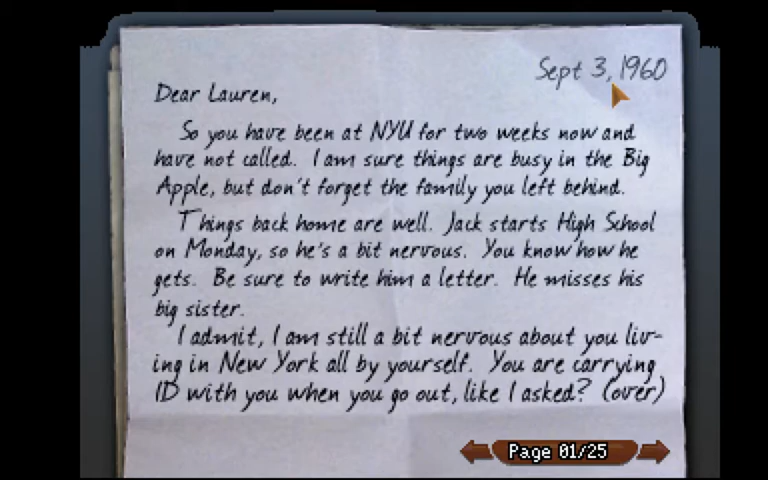 Sept 3, 1960
Dear Lauren,
So you have been at NYU for two weeks now and
have not called. I am sure things are busy in the Big
Apple, but don't forget the family you left behind.
Things back home are well. Jack starts High School
on Monday, so he's a bit nervous. You know how he
gets. Be sure to write him a letter. He misses his
big sister.
I admit, I am still a bit nervous about you liv-
ing in New York all by yourself. You are carrying
ID with you when you go out, like I asked? (over)
Page 01/25